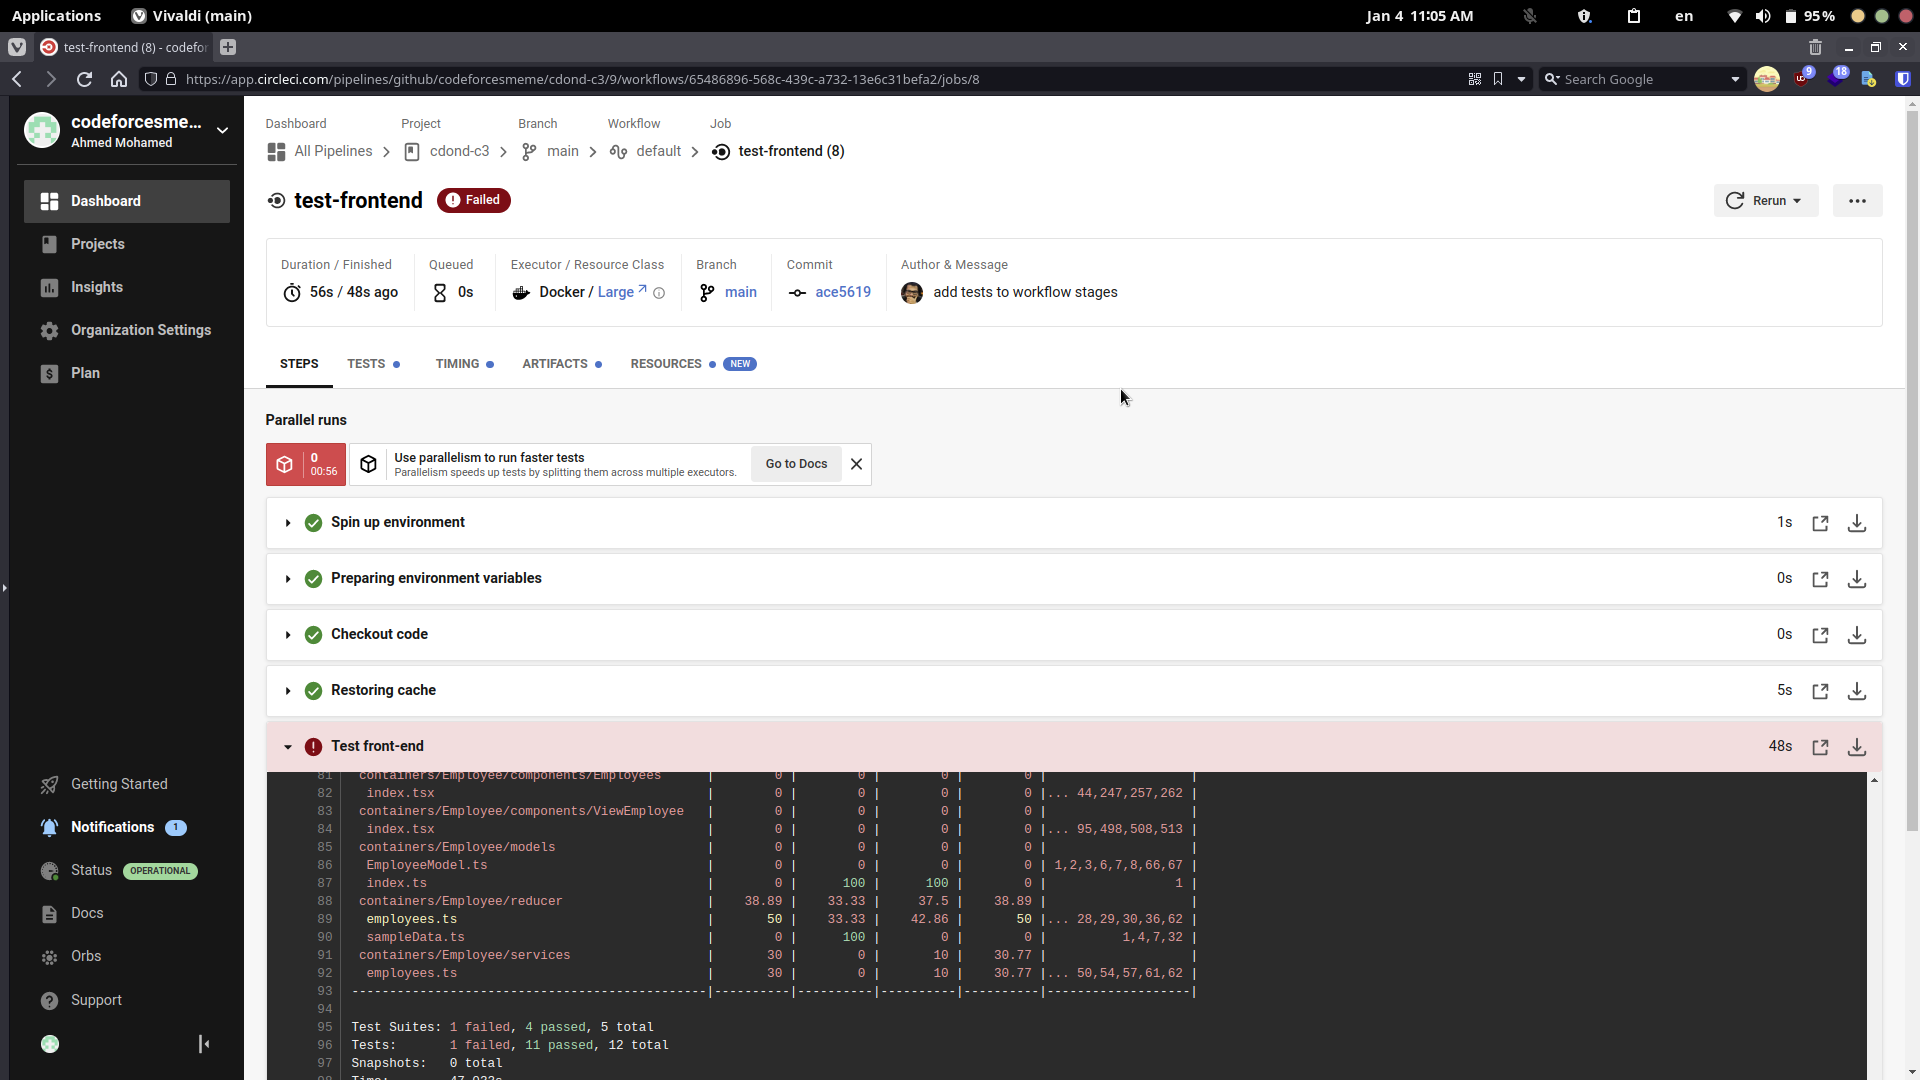 Applications Vivaldi (main) Jan 4 11:05 AM en 95%
test-frontend (8) - codefor
https://app.circleci.com/pipelines/github/codeforcesmeme/cdond-c3/9/workflows/65486896-568c-439c-a732-13e6c31befa2/jobs/8 Search Google 9 18
codeforcesme...
Ahmed Mohamed
Dashboard
Projects
Insights
Organization Settings
Plan
Getting Started
Notifications 1
Status OPERATIONAL
Docs
Orbs
Support
Dashboard Project Branch Workflow Job
All Pipelines cdond-c3 main default test-frontend (8)
test-frontend Failed Rerun
Duration / Finished Queued Executor / Resource Class Branch Commit Author & Message
56s / 48s ago 0s Docker / Large main ace5619 add tests to workflow stages
STEPS TESTS TIMING ARTIFACTS RESOURCES NEW
Parallel runs
0
00:56
Use parallelism to run faster tests
Parallelism speeds up tests by splitting them across multiple executors.
Go to Docs
Spin up environment 1s
Preparing environment variables 0s
Checkout code 0s
Restoring cache 5s
Test front-end 48s
81 containers/Employee/components/Employees | 0 | 0 | 0 | 0 | |
82 index.tsx | 0 | 0 | 0 | 0 |... 44,247,257,262 |
83 containers/Employee/components/ViewEmployee | 0 | 0 | 0 | 0 | |
84 index.tsx | 0 | 0 | 0 | 0 |... 95,498,508,513 |
85 containers/Employee/models | 0 | 0 | 0 | 0 | |
86 EmployeeModel.ts | 0 | 0 | 0 | 0 | 1,2,3,6,7,8,66,67 |
87 index.ts | 0 | 100 | 100 | 0 | 1 |
88 containers/Employee/reducer | 38.89 | 33.33 | 37.5 | 38.89 | |
89 employees.ts | 50 | 33.33 | 42.86 | 50 |... 28,29,30,36,62 |
90 sampleData.ts | 0 | 100 | 0 | 0 | 1,4,7,32 |
91 containers/Employee/services | 30 | 0 | 10 | 30.77 | |
92 employees.ts | 30 | 0 | 10 | 30.77 |... 50,54,57,61,62 |
93 -----------------------------------------------|----------|----------|----------|----------|-------------------|
94
95 Test Suites: 1 failed, 4 passed, 5 total
96 Tests: 1 failed, 11 passed, 12 total
97 Snapshots: 0 total